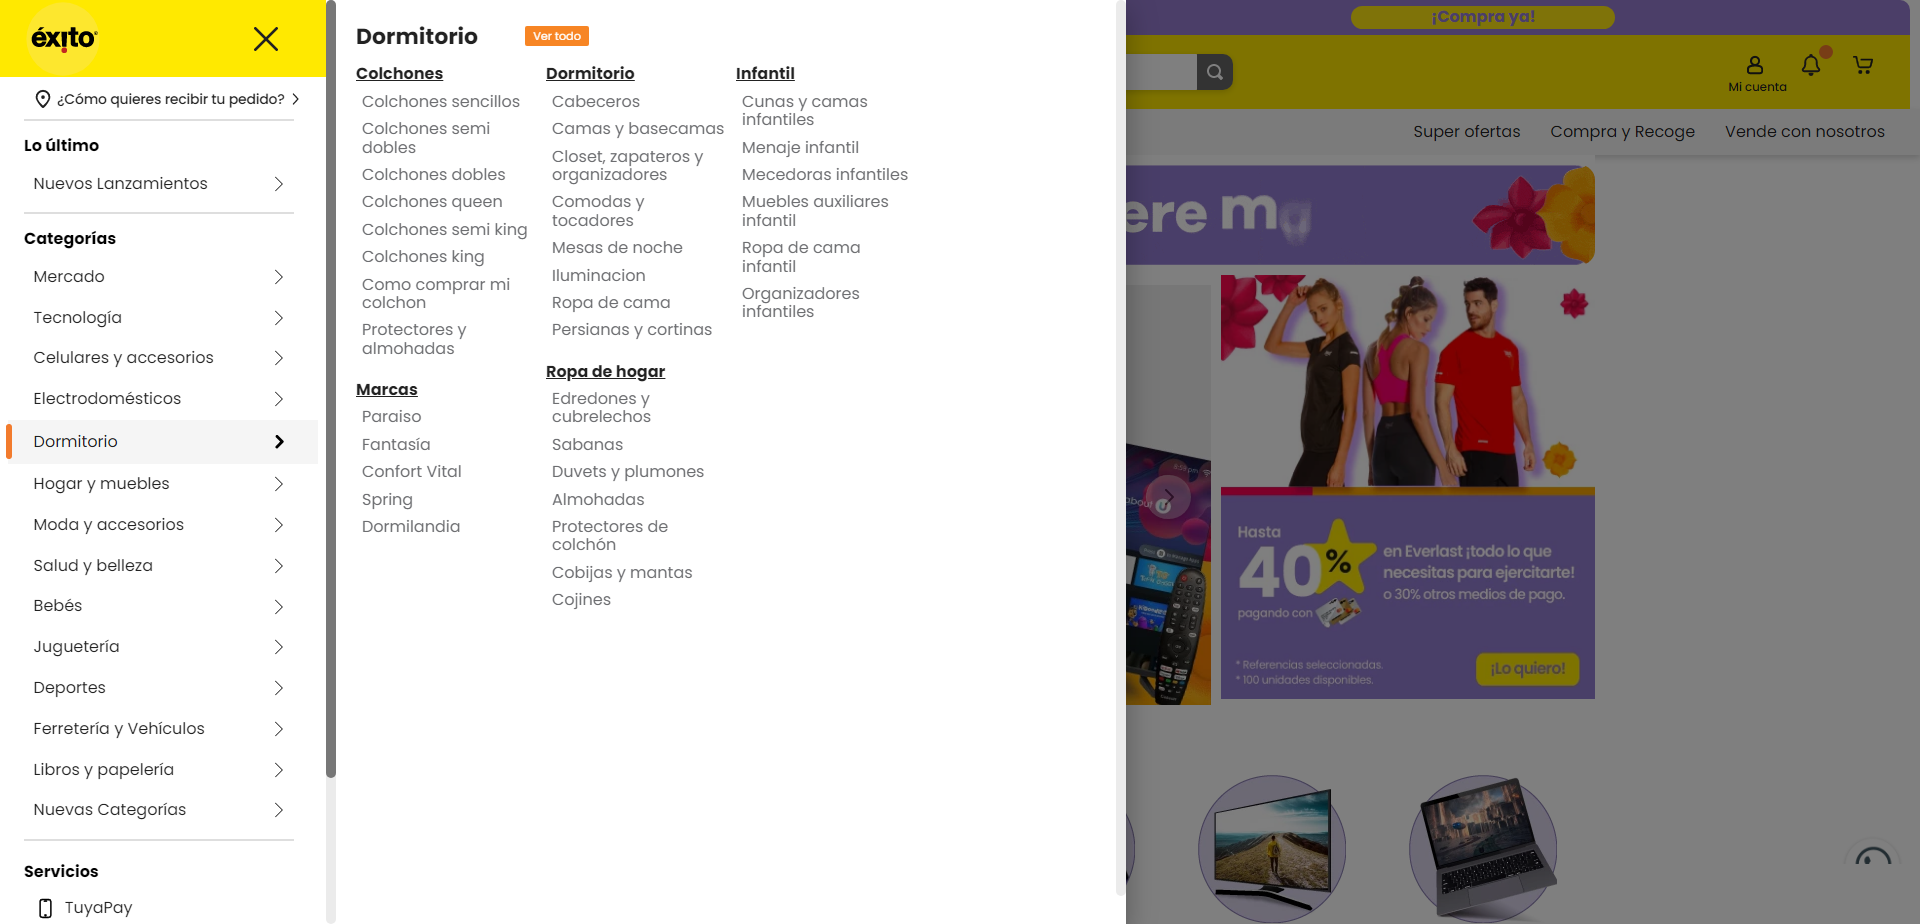 éxito
¿Cómo quieres recibir tu pedido?
Lo último
Nuevos Lanzamientos
Categorías
Mercado
Tecnología
Celulares y accesorios
Electrodomésticos
Dormitorio
Hogar y muebles
Moda y accesorios
Salud y belleza
Bebés
Juguetería
Deportes
Ferretería y Vehículos
Libros y papelería
Nuevas Categorías
Servicios
TuyaPay
Dormitorio
Ver todo
Colchones
Colchones sencillos
Colchones semi
dobles
Colchones dobles
Colchones queen
Colchones semi king
Colchones king
Como comprar mi
colchon
Protectores y
almohadas
Marcas
Paraiso
Fantasía
Confort Vital
Spring
Dormilandia
Dormitorio
Cabeceros
Camas y basecamas
Closet, zapateros y
organizadores
Comodas y
tocadores
Mesas de noche
Iluminacion
Ropa de cama
Persianas y cortinas
Ropa de hogar
Edredones y
cubrelechos
Sabanas
Duvets y plumones
Almohadas
Protectores de
colchón
Cobijas y mantas
Cojines
Infantil
Cunas y camas
infantiles
Menaje infantil
Mecedoras infantiles
Muebles auxiliares
infantil
Ropa de cama
infantil
Organizadores
infantiles
¡Compra ya!
Mi cuenta
Super ofertas
Compra y Recoge
Vende con nosotros
ere m
Hasta
40%
en Everlast ¡todo lo que
necesitas para ejercitarte!
o 30% otros medios de pago.
pagando con
* Referencias seleccionadas.
* 100 unidades disponibles.
¡Lo quiero!